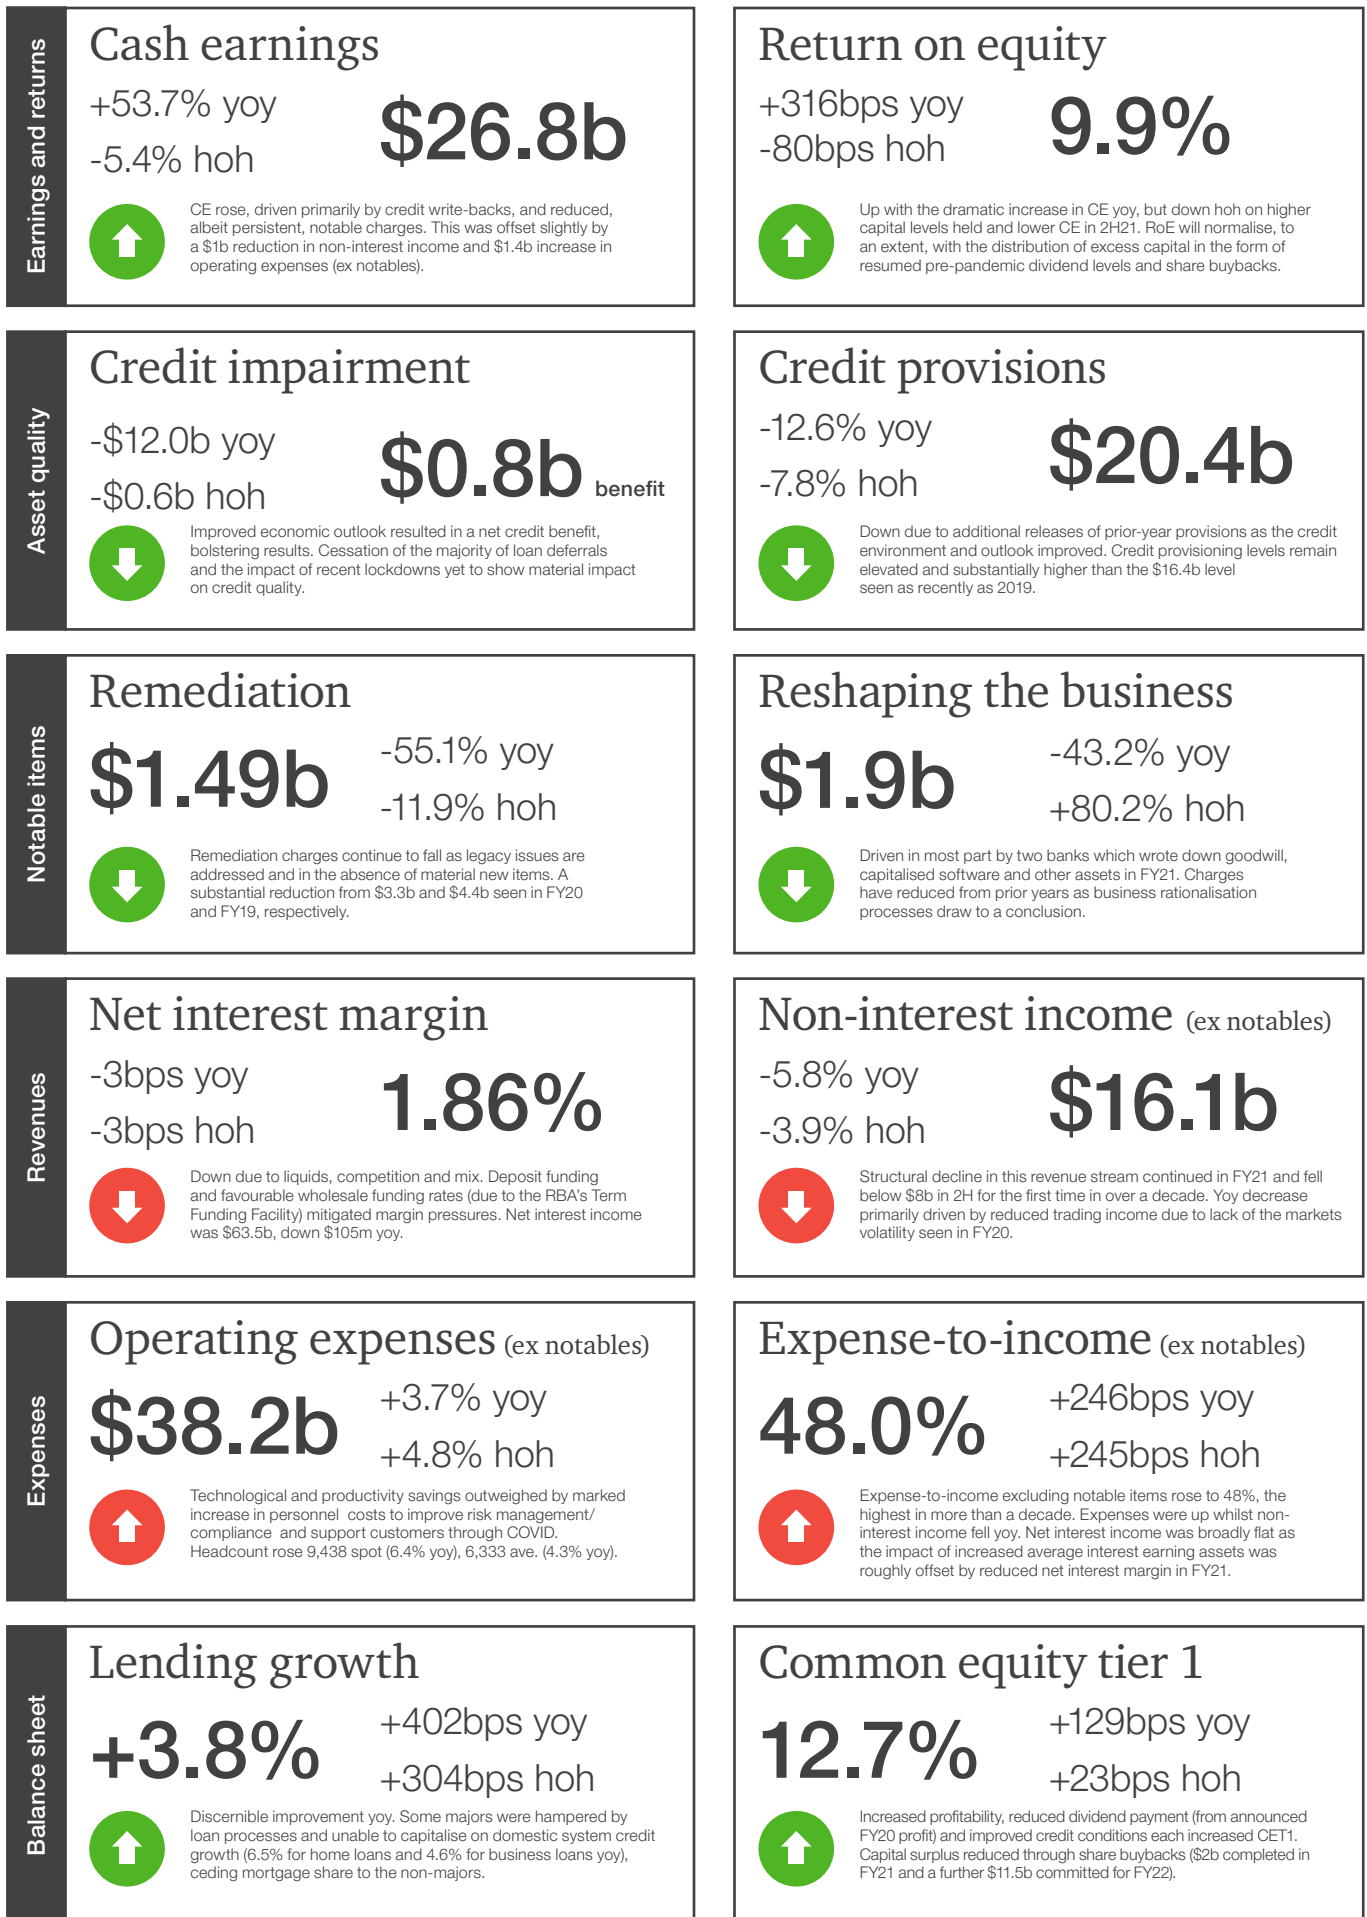 Earnings and returns
Cash earnings
+53.7% yoy
-5.4% hoh
$26.8b
CE rose, driven primarily by credit write-backs, and reduced,
albeit persistent, notable charges. This was offset slightly by
a $1b reduction in non-interest income and $1.4b increase in
operating expenses (ex notables).
Return on equity
+316bps yoy
-80bps hoh
9.9%
Up with the dramatic increase in CE yoy, but down hoh on higher
capital levels held and lower CE in 2H21. RoE will normalise, to
an extent, with the distribution of excess capital in the form of
resumed pre-pandemic dividend levels and share buybacks.
Asset quality
Credit impairment
-$12.0b yoy
-$0.6b hoh
$0.8b benefit
Improved economic outlook resulted in a net credit benefit,
bolstering results. Cessation of the majority of loan deferrals
and the impact of recent lockdowns yet to show material impact
on credit quality.
Credit provisions
-12.6% yoy
-7.8% hoh
$20.4b
Down due to additional releases of prior-year provisions as the credit
environment and outlook improved. Credit provisioning levels remain
elevated and substantially higher than the $16.4b level
seen as recently as 2019.
Notable items
Remediation
$1.49b
-55.1% yoy
-11.9% hoh
Remediation charges continue to fall as legacy issues are
addressed and in the absence of material new items. A
substantial reduction from $3.3b and $4.4b seen in FY20
and FY19, respectively.
Reshaping the business
$1.9b
-43.2% yoy
+80.2% hoh
Driven in most part by two banks which wrote down goodwill,
capitalised software and other assets in FY21. Charges
have reduced from prior years as business rationalisation
processes draw to a conclusion.
Revenues
Net interest margin
-3bps yoy
-3bps hoh
1.86%
Down due to liquids, competition and mix. Deposit funding
and favourable wholesale funding rates (due to the RBA's Term
Funding Facility) mitigated margin pressures. Net interest income
was $63.5b, down $105m yoy.
Non-interest income (ex notables)
-5.8% yoy
-3.9% hoh
$16.1b
Structural decline in this revenue stream continued in FY21 and fell
below $8b in 2H for the first time in over a decade. Yoy decrease
primarily driven by reduced trading income due to lack of the markets
volatility seen in FY20.
Expenses
Operating expenses (ex notables)
$38.2b
+3.7% yoy
+4.8% hoh
Technological and productivity savings outweighed by marked
increase in personnel costs to improve risk management/
compliance and support customers through COVID.
Headcount rose 9,438 spot (6.4% yoy), 6,333 ave. (4.3% yoy).
Expense-to-income (ex notables)
48.0%
+246bps yoy
+245bps hoh
Expense-to-income excluding notable items rose to 48%, the
highest in more than a decade. Expenses were up whilst non-
interest income fell yoy. Net interest income was broadly flat as
the impact of increased average interest earning assets was
roughly offset by reduced net interest margin in FY21.
Balance sheet
Lending growth
+3.8%
+402bps yoy
+304bps hoh
Discernible improvement yoy. Some majors were hampered by
loan processes and unable to capitalise on domestic system credit
growth (6.5% for home loans and 4.6% for business loans yoy),
ceding mortgage share to the non-majors.
Common equity tier 1
12.7%
+129bps yoy
+23bps hoh
Increased profitability, reduced dividend payment (from announced
FY20 profit) and improved credit conditions each increased CET1.
Capital surplus reduced through share buybacks ($2b completed in
FY21 and a further $11.5b committed for FY22).